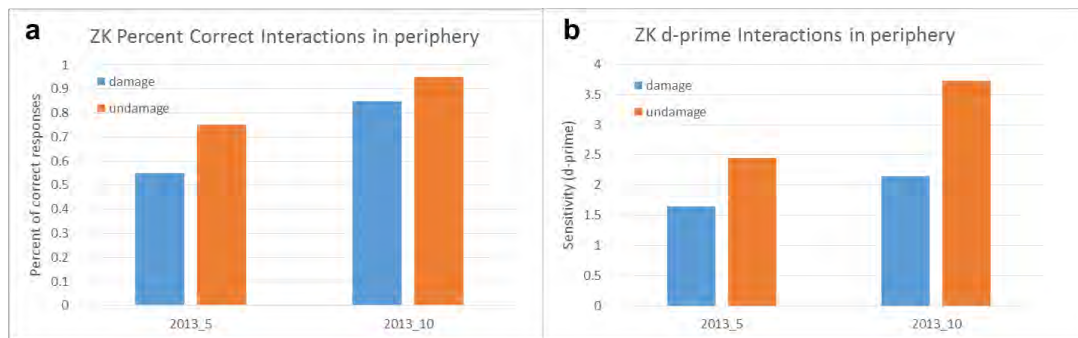 a
ZK Percent Correct Interactions in periphery
Percent of correct responses
1
0.9
0.8
0.7
0.6
0.5
0.4
0.3
0.2
0.1
0
damage
undamage
2013_5
2013_10
b
ZK d-prime Interactions in periphery
Sensitivity (d-prime)
4
3.5
3
2.5
2
1.5
1
0.5
0
damage
undamage
2013_5
2013_10